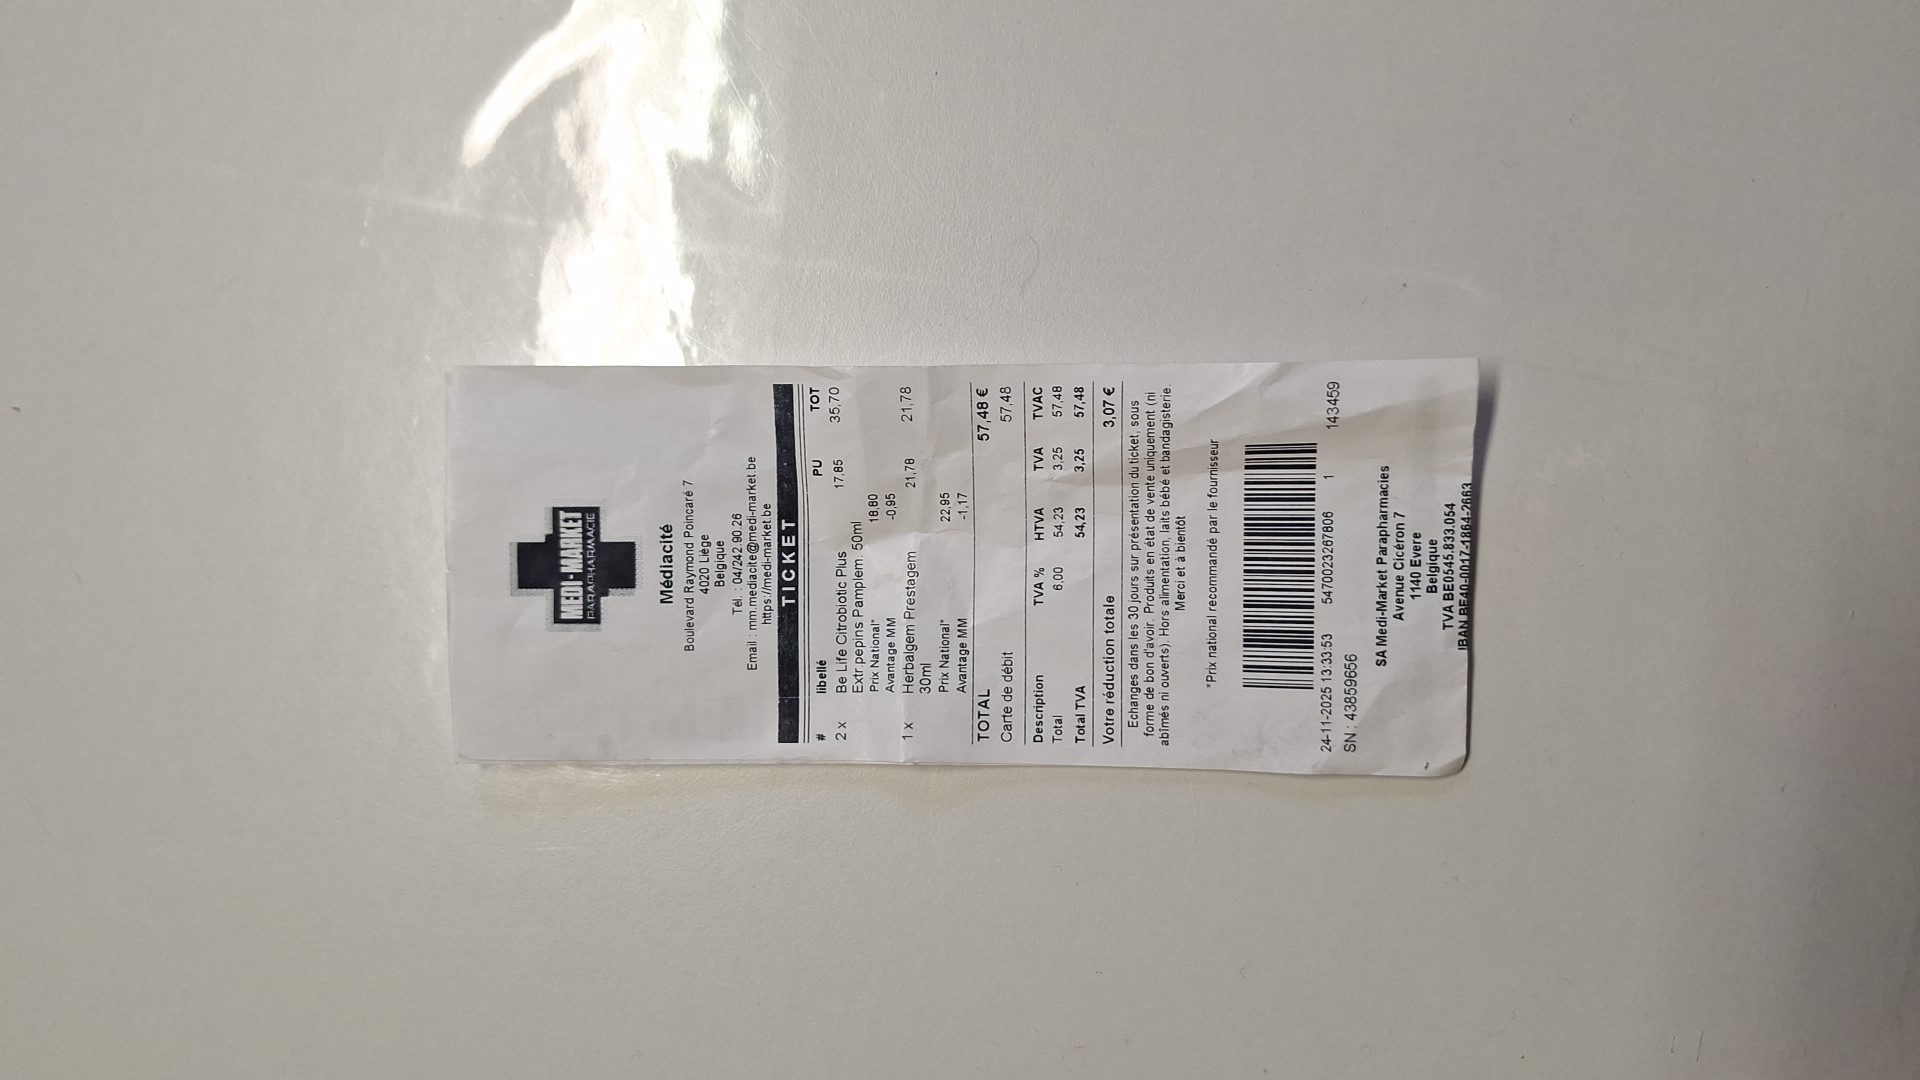 MEDI-MARKET
PARAPHARMACIE
Médiacité
Boulevard Raymond Poincaré 7
4020 Liège
Belgique
Tél. : 04/242.90.26
Email : mm.mediacite@medi-market.be
https://medi-market.be
TICKET
# libellé PU TOT
2 x Be Life Citrobiotic Plus 17,85 35,70
Extr.pepins Pamplem. 50ml
Prix National* 18,80
Avantage MM -0,95
1 x Herbalgem Prestagem 21,78 21,78
30ml
Prix National* 22,95
Avantage MM -1,17
TOTAL 57,48 €
Carte de débit 57,48
Description TVA % HTVA TVA TVAC
Total 6,00 54,23 3,25 57,48
Total TVA 54,23 3,25 57,48
Votre réduction totale 3,07 €
Echanges dans les 30 jours sur présentation du ticket, sous
forme de bon d'avoir. Produits en état de vente uniquement (ni
abîmés ni ouverts). Hors alimentation, laits bébé et bandagisterie.
Merci et à bientôt
*Prix national recommandé par le fournisseur
24-11-2025 13:33:53 5470023267806 1 143459
SN : 43859656
SA Medi-Market Parapharmacies
Avenue Cicéron 7
1140 Evere
Belgique
TVA BE0545.833.054
IBAN BE40-0017-1864-2663